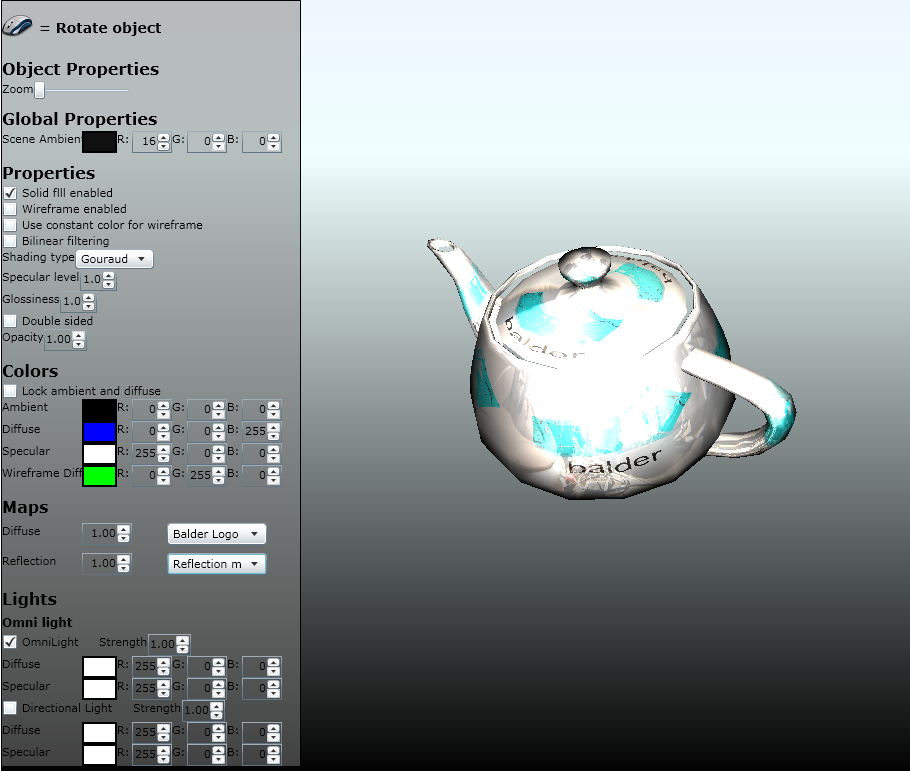 = Rotate object
Object Properties
Zoom
Global Properties
Scene Ambien R: 16 G: 0 B: 0
Properties
Solid fill enabled
Wireframe enabled
Use constant color for wireframe
Bilinear filtering
Shading type Gouraud
Specular level 1.0
Glossiness 1.0
Double sided
Opacity 1.00
Colors
Lock ambient and diffuse
Ambient R: 0 G: 0 B: 0
Diffuse R: 0 G: 0 B: 255
Specular R: 255 G: 0 B: 0
Wireframe Diff R: 0 G: 255 B: 0
Maps
Diffuse 1.00 Balder Logo
Reflection 1.00 Reflection m
Lights
Omni light
OmniLight Strength 1.00
Diffuse R: 255 G: 0 B: 0
Specular R: 255 G: 0 B: 0
Directional Light Strength 1.00
Diffuse R: 255 G: 0 B: 0
Specular R: 255 G: 0 B: 0
balder
balder